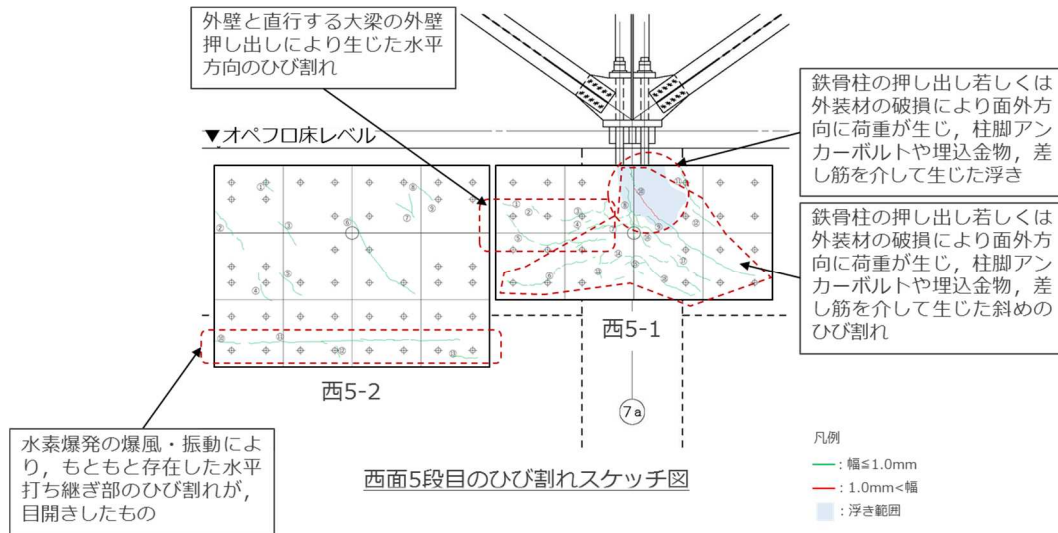 外壁と直行する大梁の外壁
押し出しにより生じた水平
方向のひび割れ
鉄骨柱の押し出し若しくは
外装材の破損により面外方
向に荷重が生じ，柱脚アン
カーボルトや埋込金物，差
し筋を介して生じた浮き
▼オペフロ床レベル
鉄骨柱の押し出し若しくは
外装材の破損により面外方
向に荷重が生じ，柱脚アン
カーボルトや埋込金物，差
し筋を介して生じた斜めの
ひび割れ
西5-1
西5-2
7a
水素爆発の爆風・振動によ
り，もともと存在した水平
打ち継ぎ部のひび割れが，
目開きしたもの
西面5段目のひび割れスケッチ図
凡例
：幅≦1.0mm
：1.0mm<幅
：浮き範囲